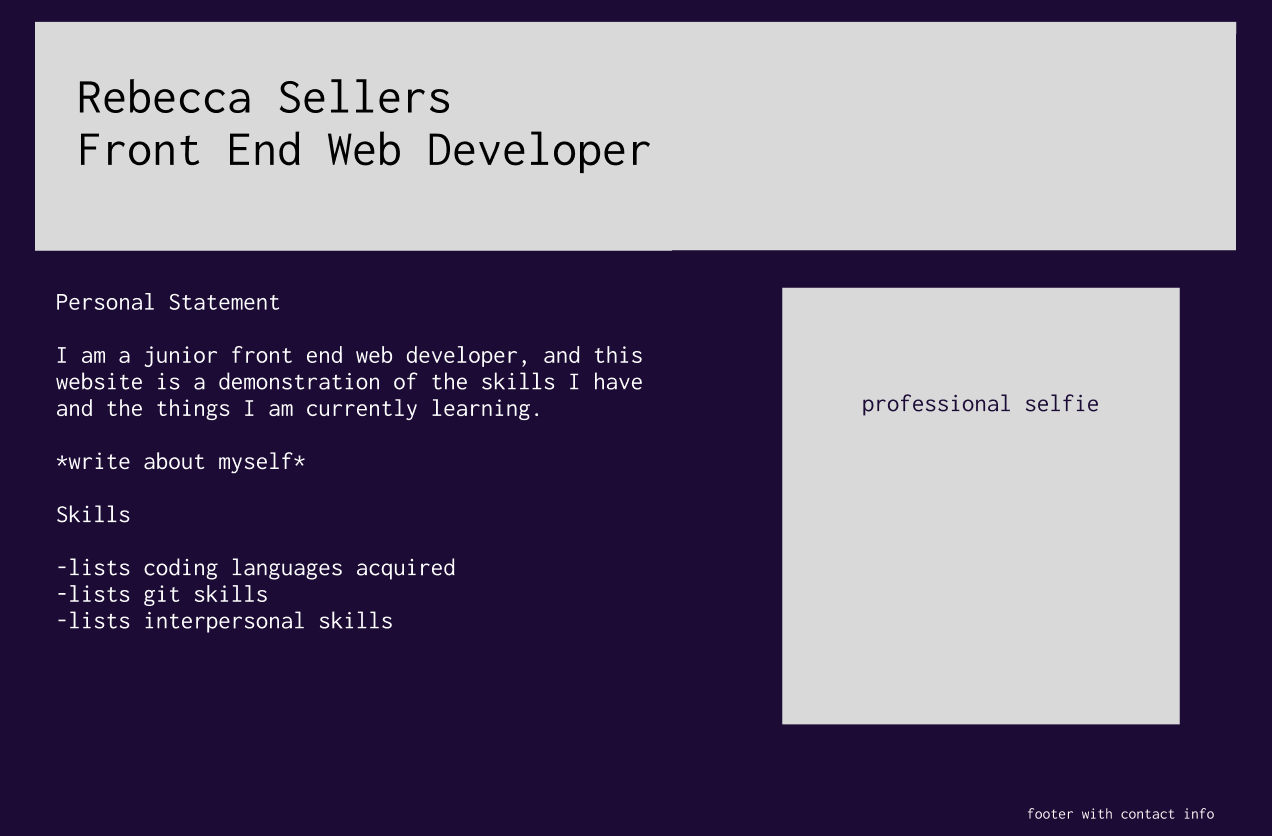 Rebecca Sellers
Front End Web Developer
Personal Statement
I am a junior front end web developer, and this
website is a demonstration of the skills I have
and the things I am currently learning.
*write about myself*
Skills
-lists coding languages acquired
-lists git skills
-lists interpersonal skills
professional selfie
footer with contact info